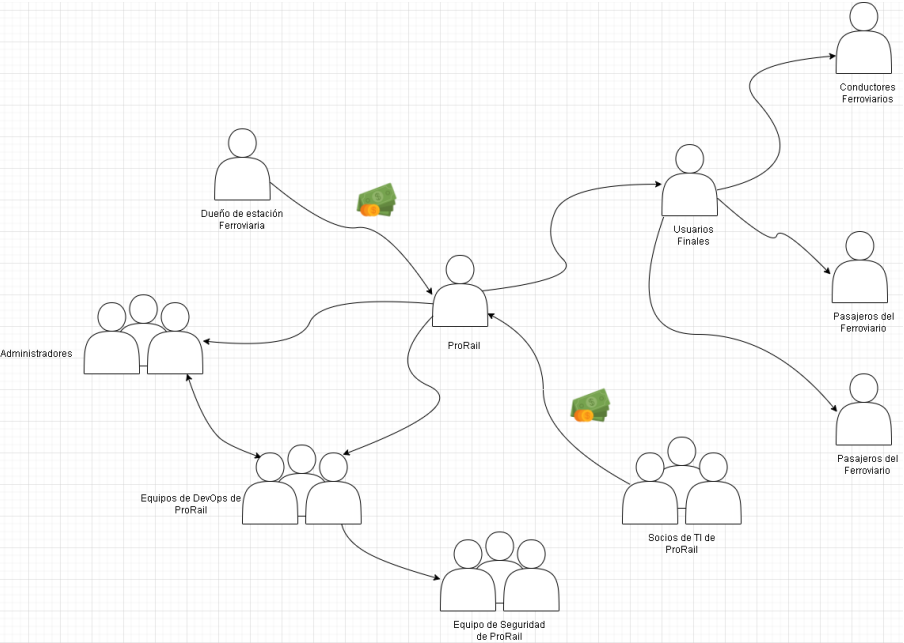 Conductores
Ferroviarios
Dueño de estación
Ferroviaria
Usuarios
Finales
Pasajeros del
Ferroviario
ProRail
Administradores
Pasajeros del
Ferroviario
Equipos de DevOps de
ProRail
Socios de TI de
ProRail
Equipo de Seguridad
de ProRail